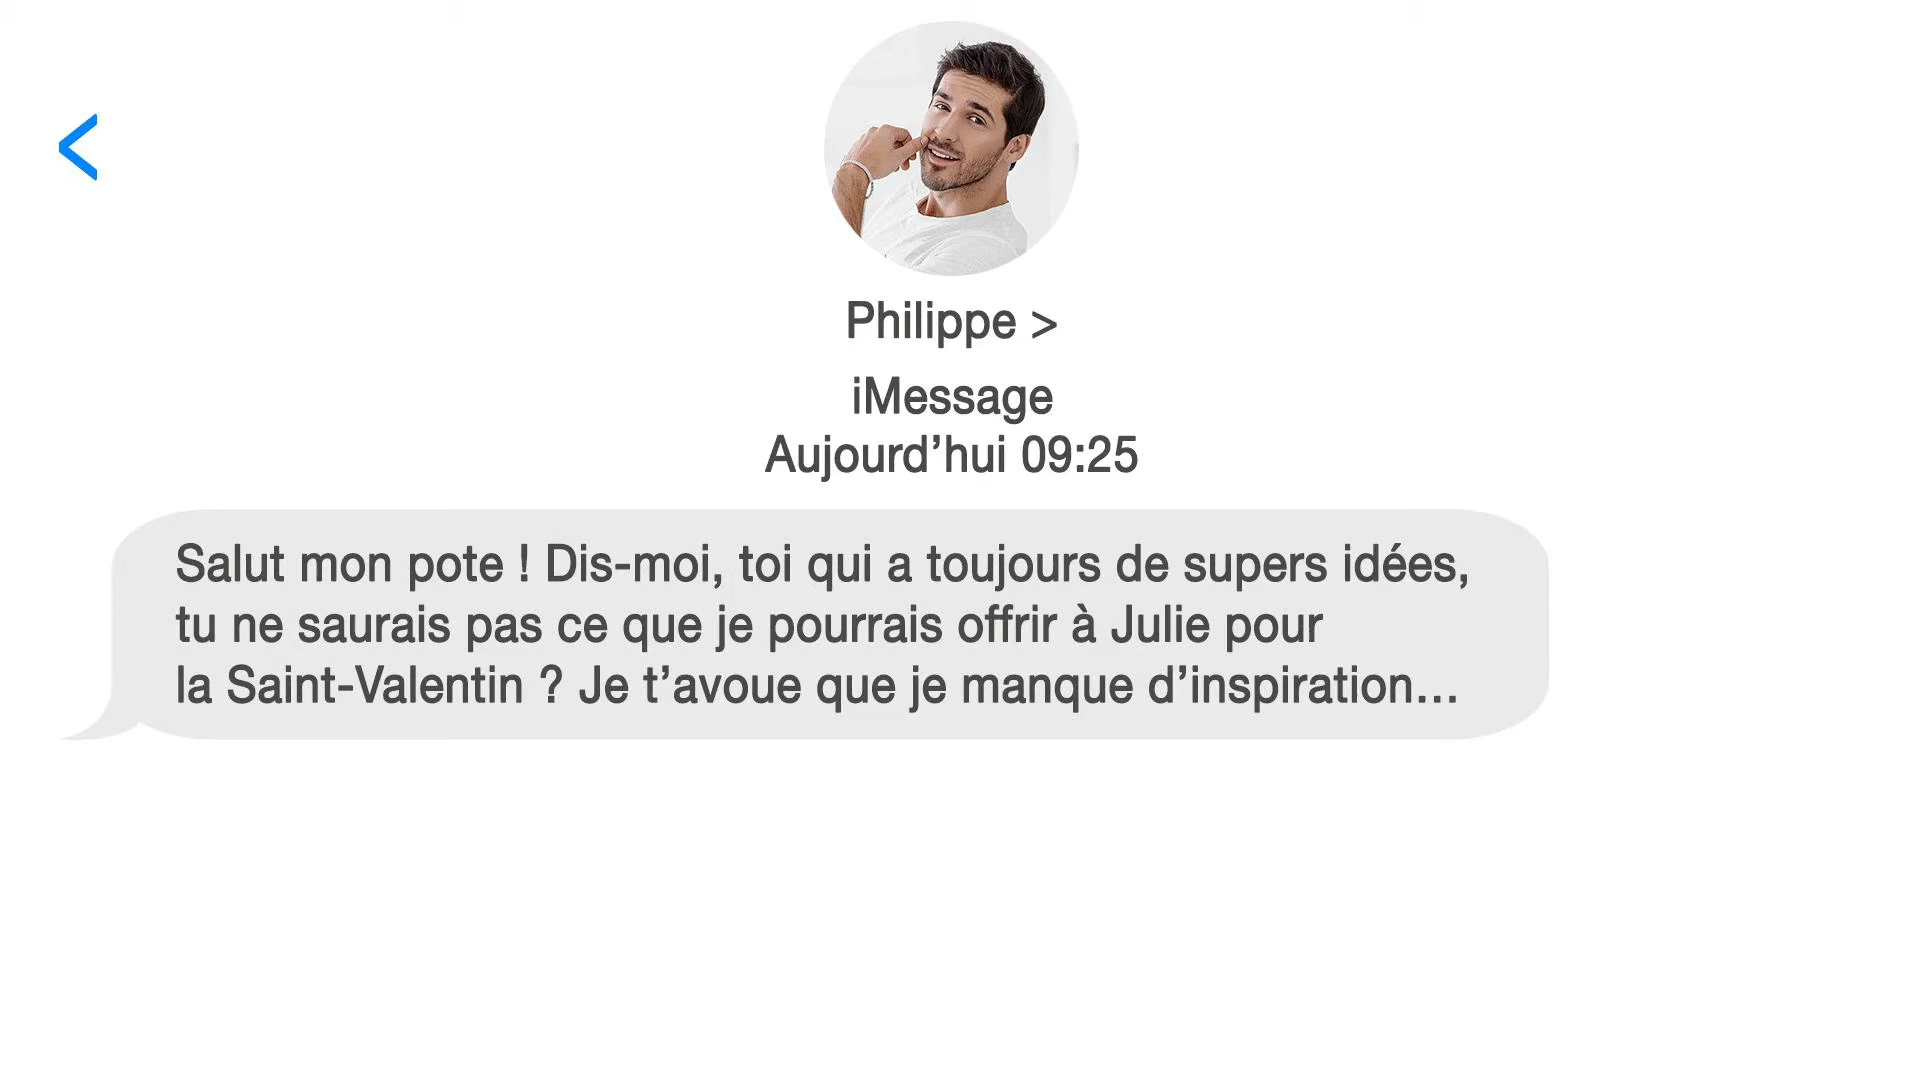 Philippe >
iMessage
Aujourd’hui 09:25
Salut mon pote ! Dis-moi, toi qui a toujours de supers idées,
tu ne saurais pas ce que je pourrais offrir à Julie pour
la Saint-Valentin ? Je t’avoue que je manque d’inspiration...